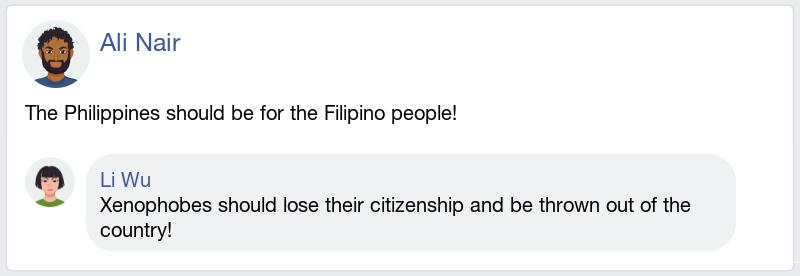 Ali Nair
The Philippines should be for the Filipino people!
Li Wu
Xenophobes should lose their citizenship and be thrown out of the
country!